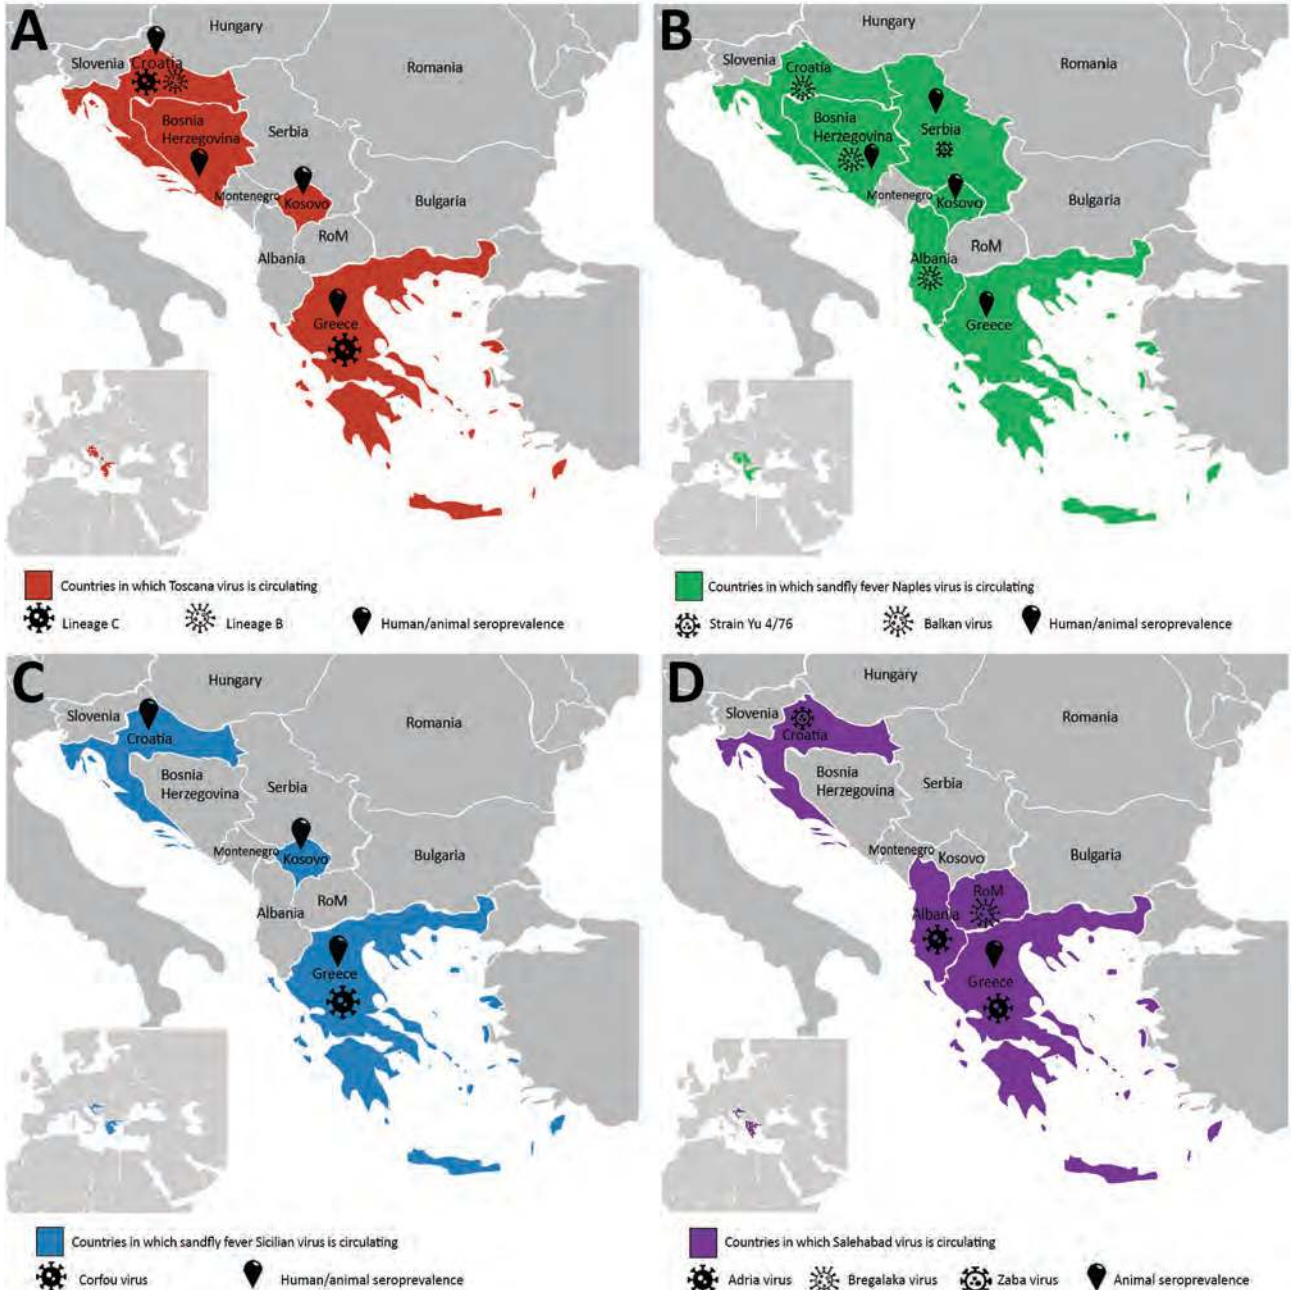 A
Hungary
Slovenia
Croatia
Romania
Bosnia
Herzegovina
Serbia
Montenegro
Kosovo
Bulgaria
RoM
Albania
Greece
Countries in which Toscana virus is circulating
Lineage C
Lineage B
Human/animal seroprevalence
B
Hungary
Slovenia
Croatia
Romania
Bosnia
Herzegovina
Serbia
Montenegro
Kosovo
Bulgaria
RoM
Albania
Greece
Countries in which sandfly fever Naples virus is circulating
Strain Yu 4/76
Balkan virus
Human/animal seroprevalence
C
Hungary
Slovenia
Croatia
Romania
Bosnia
Herzegovina
Serbia
Montenegro
Kosovo
Bulgaria
RoM
Albania
Greece
Countries in which sandfly fever Sicilian virus is circulating
Corfou virus
Human/animal seroprevalence
D
Hungary
Slovenia
Croatia
Romania
Bosnia
Herzegovina
Serbia
Montenegro
Kosovo
Bulgaria
RoM
Albania
Greece
Countries in which Salehabad virus is circulating
Adria virus
Bregalaka virus
Zaba virus
Animal seroprevalence